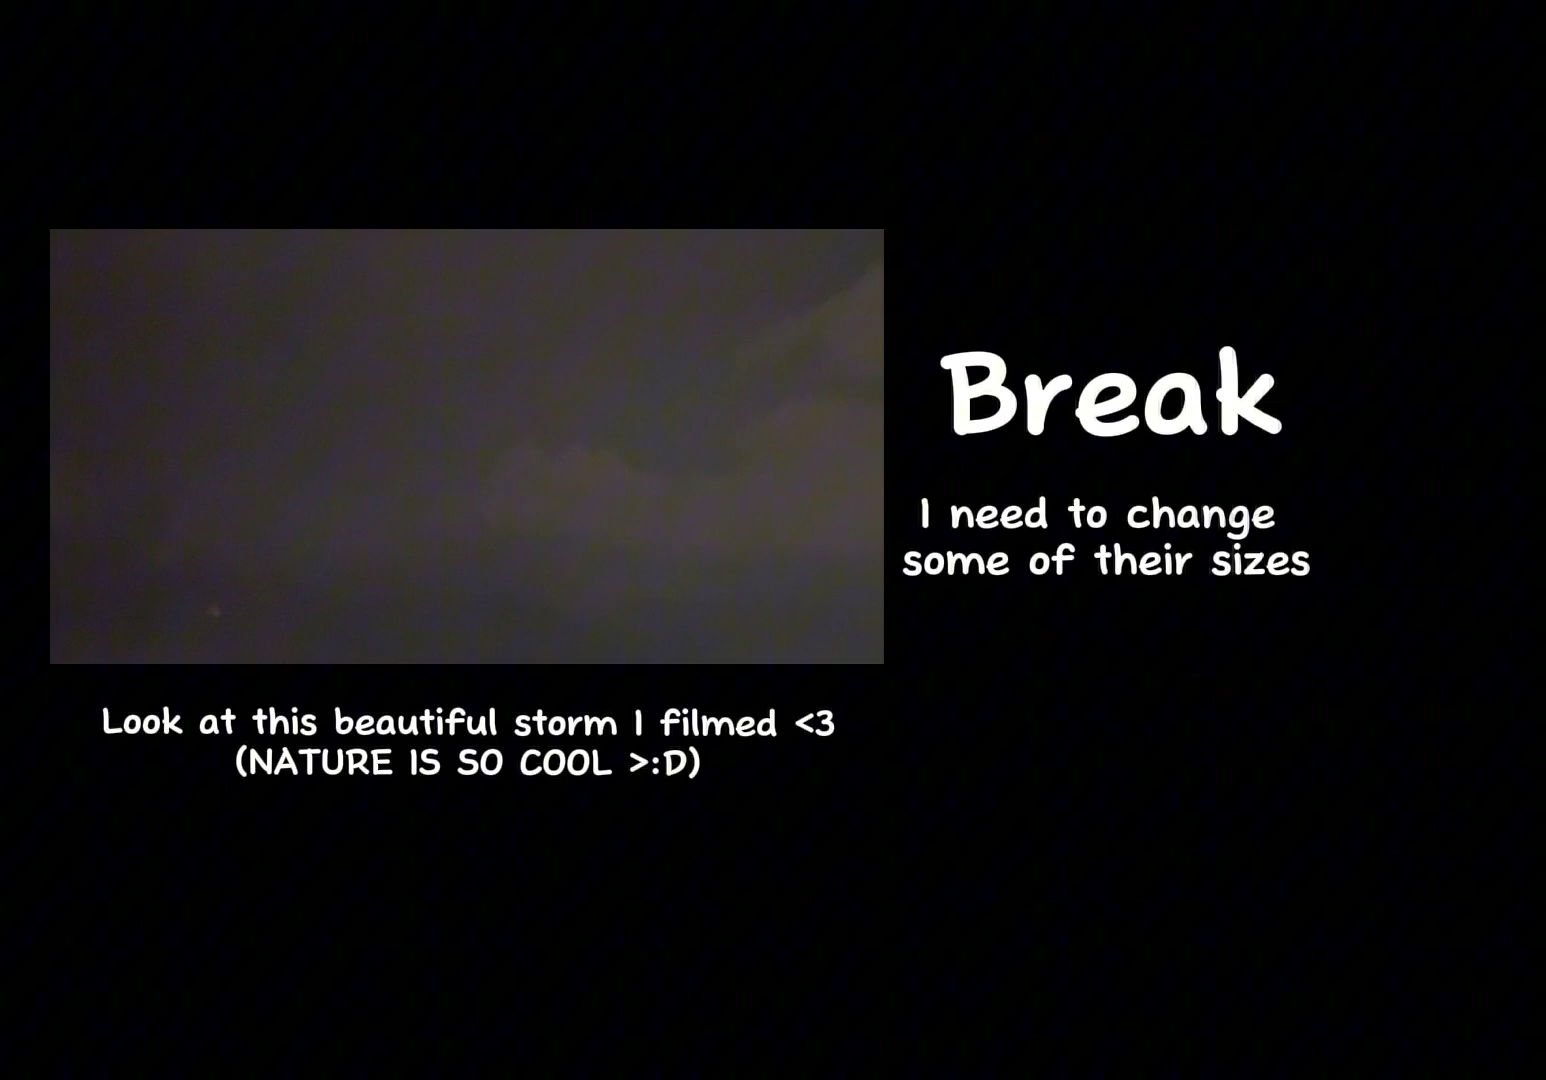 Break
I need to change
some of their sizes
Look at this beautiful storm I filmed <3
(NATURE IS SO COOL >:D)